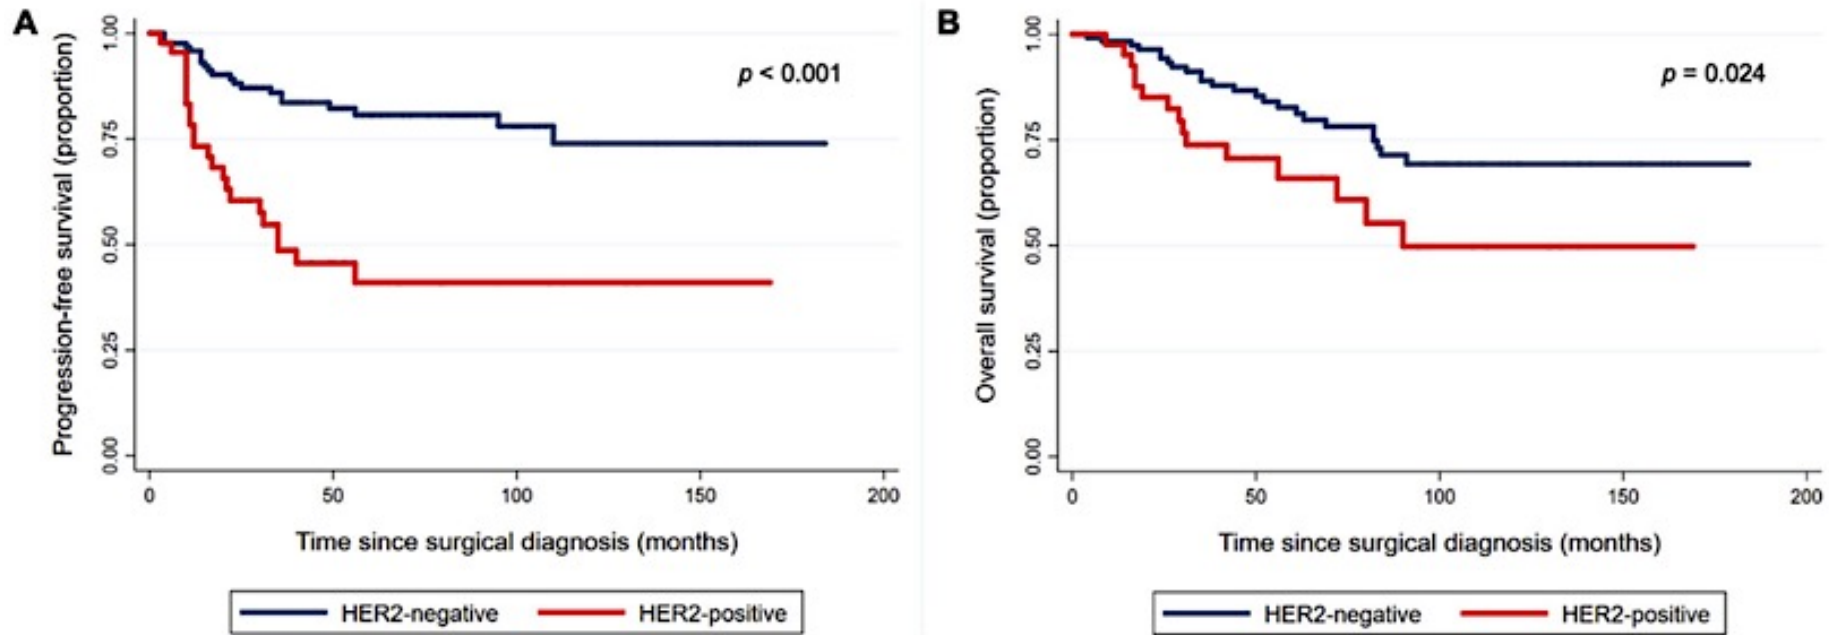 A
Progression-free survival (proportion)
1.00
0.75
0.50
0.25
0.00
p < 0.001
0 50 100 150 200
Time since surgical diagnosis (months)
HER2-negative HER2-positive
B
Overall survival (proportion)
1.00
0.75
0.50
0.25
0.00
p = 0.024
0 50 100 150 200
Time since surgical diagnosis (months)
HER2-negative HER2-positive